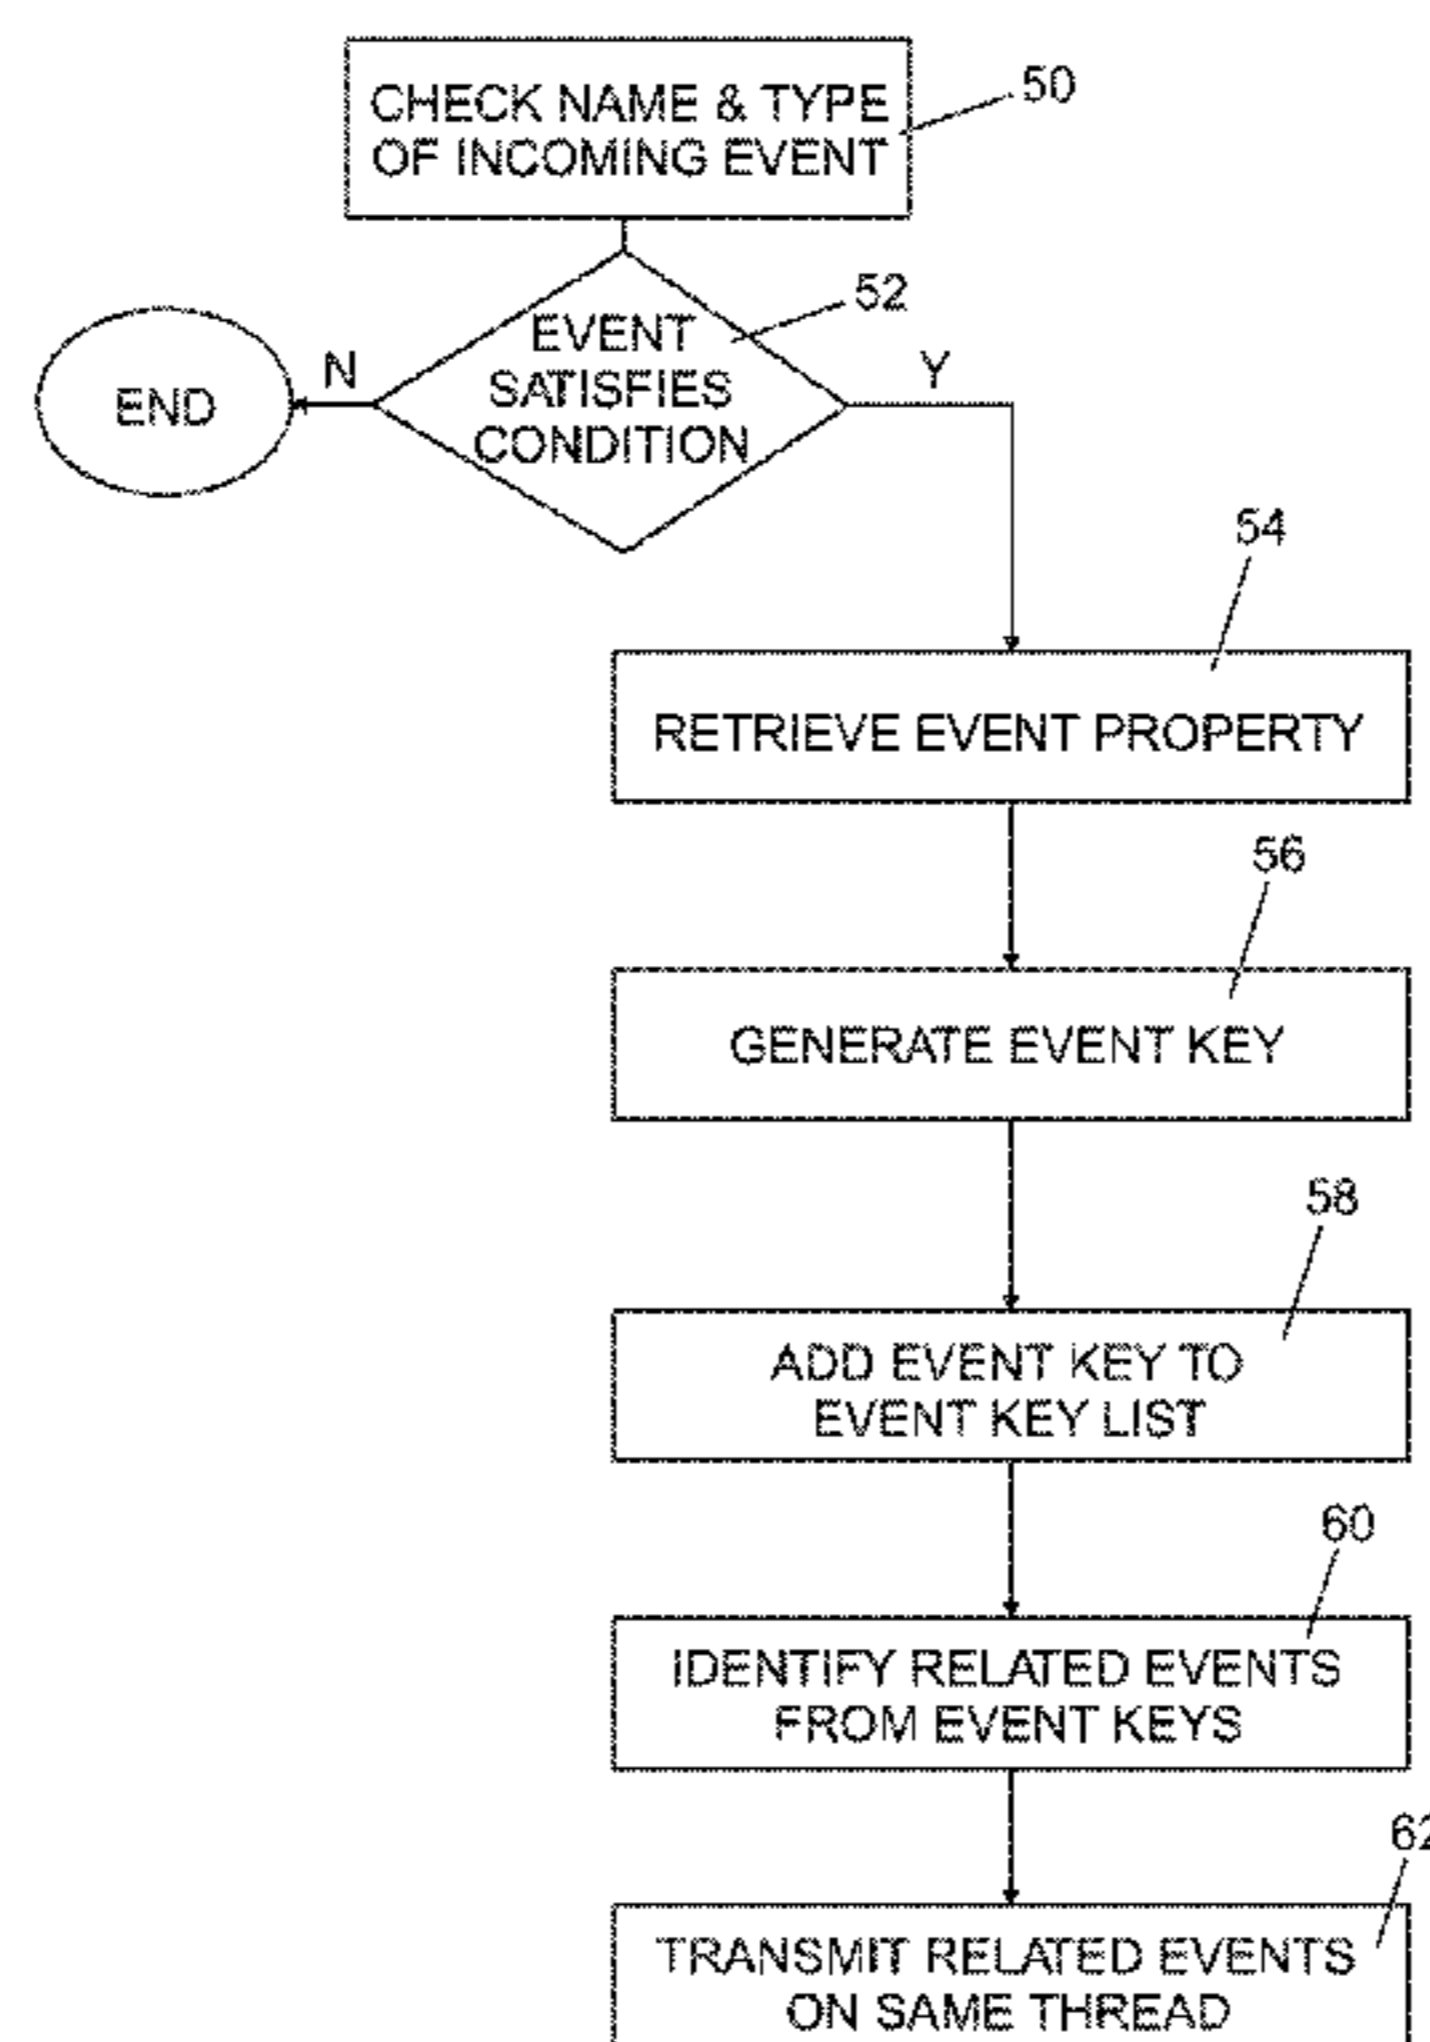 CHECK NAME & TYPE
OF INCOMING EVENT
50
52
EVENT
SATISFIES
CONDITION
N
Y
END
54
RETRIEVE EVENT PROPERTY
56
GENERATE EVENT KEY
58
ADD EVENT KEY TO
EVENT KEY LIST
60
IDENTIFY RELATED EVENTS
FROM EVENT KEYS
62
TRANSMIT RELATED EVENTS
ON SAME THREAD